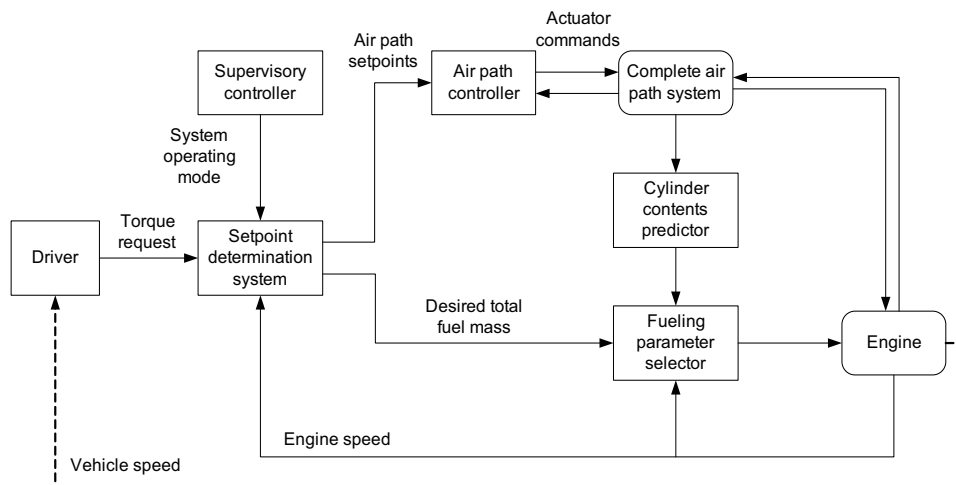 Actuator
commands
Air path
setpoints
Supervisory
controller
Air path
controller
Complete air
path system
System
operating
mode
Cylinder
contents
predictor
Torque
request
Driver
Setpoint
determination
system
Desired total
fuel mass
Fueling
parameter
selector
Engine
Engine speed
Vehicle speed